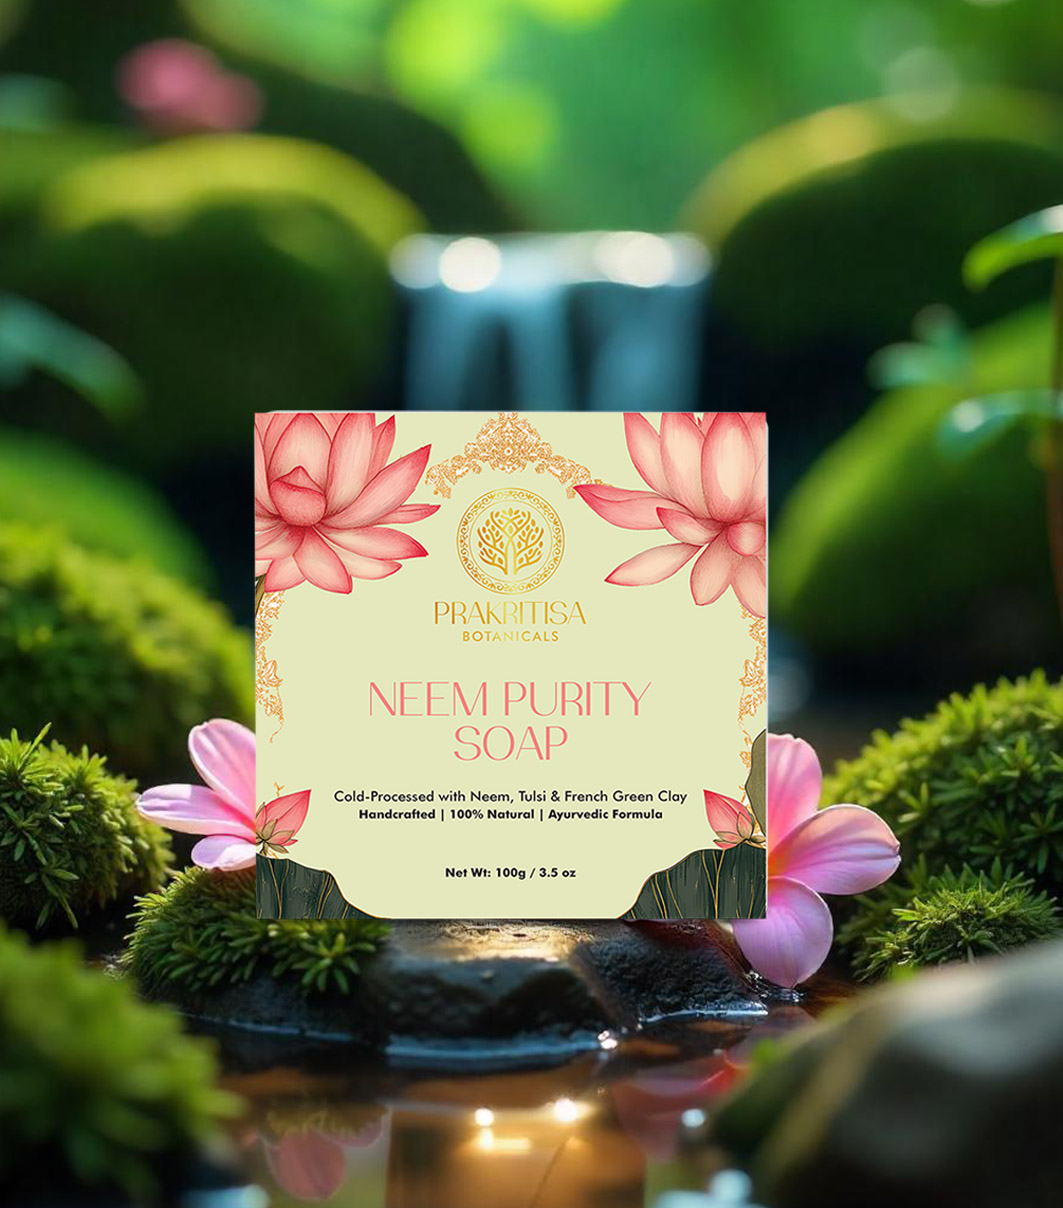 PRAKRITISA
BOTANICALS
NEEM PURITY
SOAP
Cold-Processed with Neem, Tulsi & French Green Clay
Handcrafted | 100% Natural | Ayurvedic Formula
Net Wt: 100g / 3.5 oz